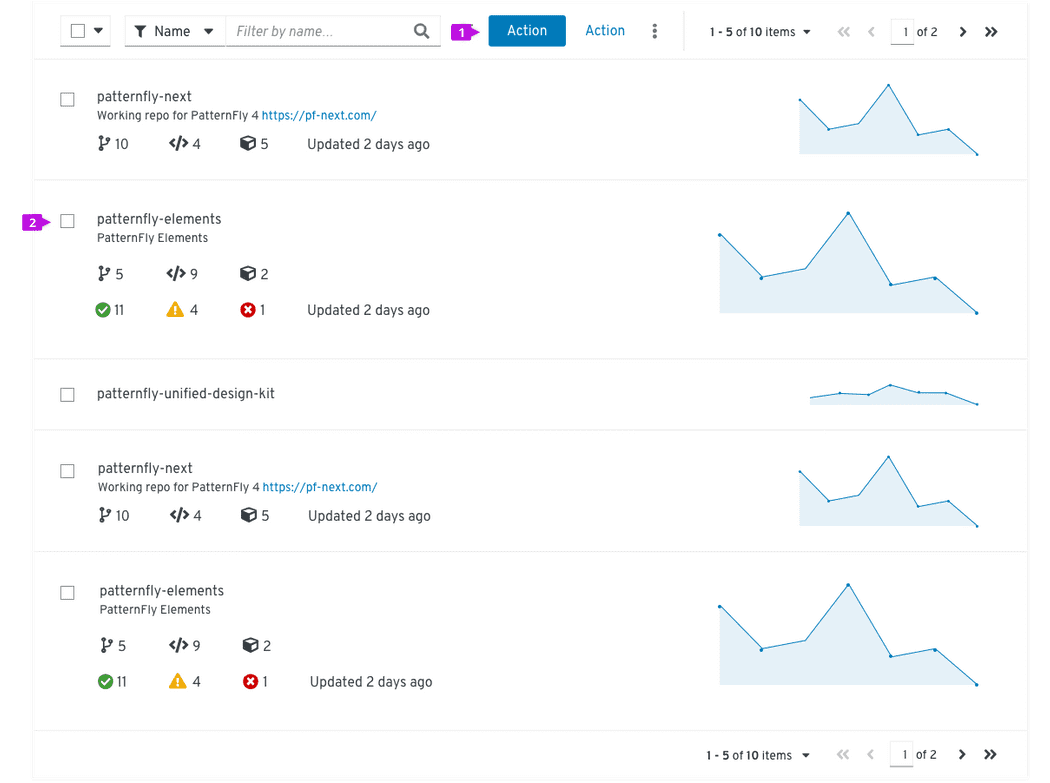 Name Filter by name... 1 Action Action 1 - 5 of 10 items 1 of 2
patternfly-next
Working repo for PatternFly 4 https://pf-next.com/
10 4 5 Updated 2 days ago
2 patternfly-elements
PatternFly Elements
5 9 2
11 4 1 Updated 2 days ago
patternfly-unified-design-kit
patternfly-next
Working repo for PatternFly 4 https://pf-next.com/
10 4 5 Updated 2 days ago
patternfly-elements
PatternFly Elements
5 9 2
11 4 1 Updated 2 days ago
1 - 5 of 10 items 1 of 2